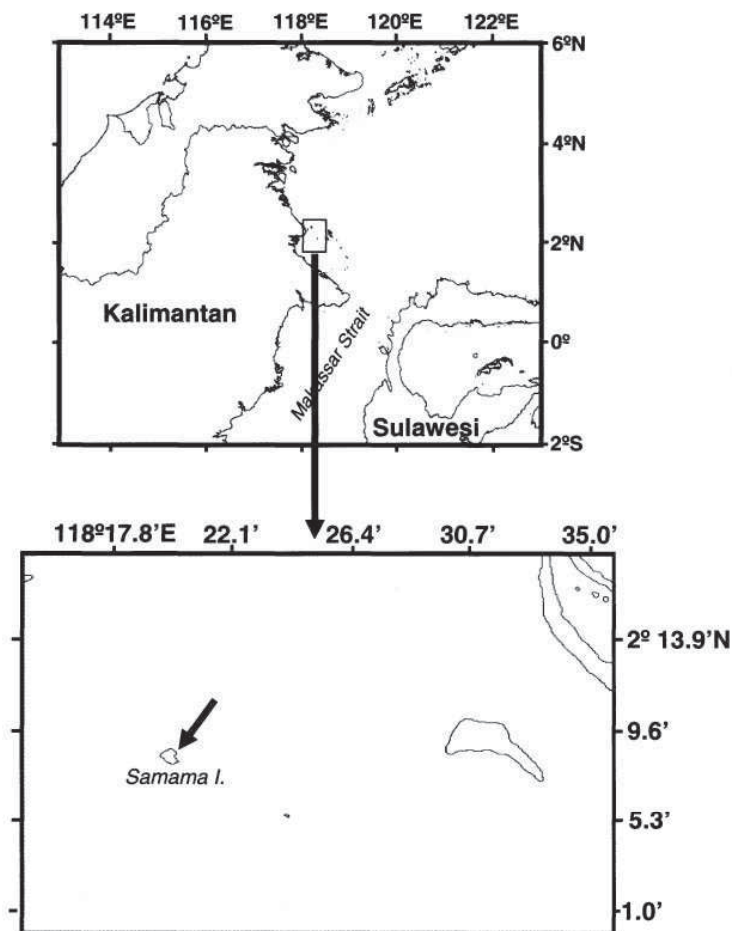 114ºE 116ºE 118ºE 120ºE 122ºE
6ºN
4ºN
2ºN
Kalimantan
Makassar Strait
0º
Sulawesi
2ºS
118º17.8'E 22.1' 26.4' 30.7' 35.0'
2º 13.9'N
9.6'
Samama I.
5.3'
1.0'